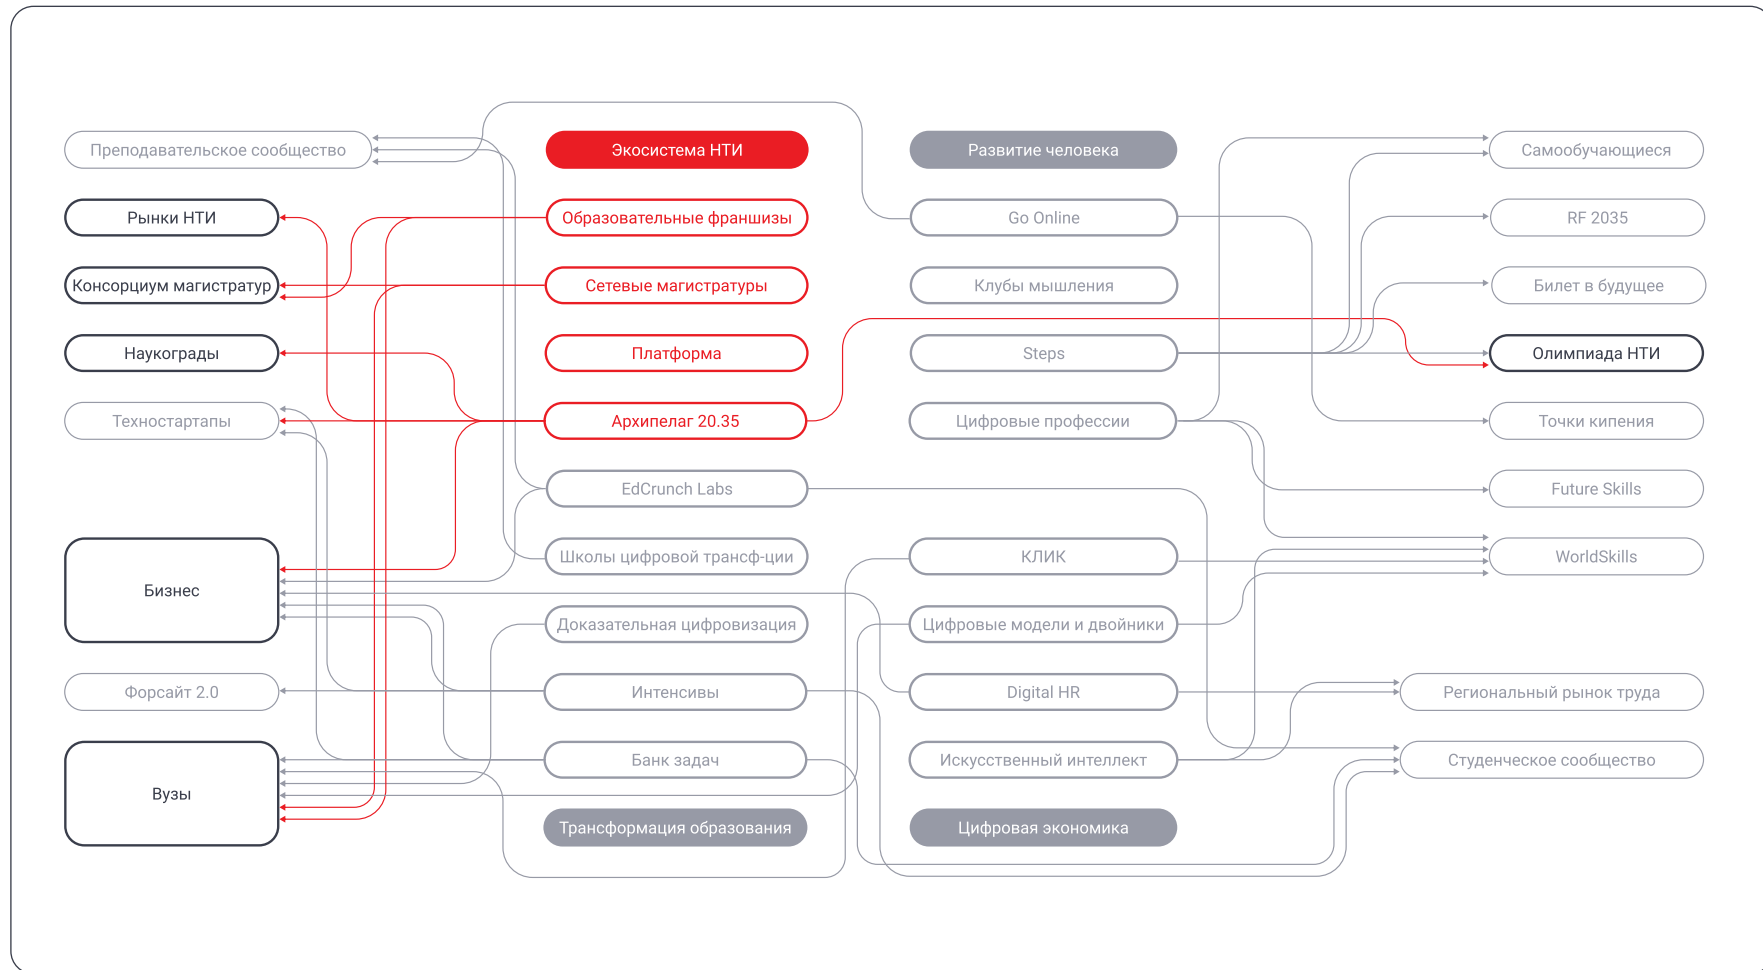 Преподавательское сообщество
Экосистема НТИ
Развитие человека
Самообучающиеся
Рынки НТИ
Образовательные франшизы
Go Online
RF 2035
Консорциум магистратур
Сетевые магистратуры
Клубы мышления
Билет в будущее
Наукограды
Платформа
Steps
Олимпиада НТИ
Техностартапы
Архипелаг 20.35
Цифровые профессии
Точки кипения
EdCrunch Labs
Future Skills
Школы цифровой трансф-ции
КЛИК
WorldSkills
Бизнес
Доказательная цифровизация
Цифровые модели и двойники
Форсайт 2.0
Интенсивы
Digital HR
Региональный рынок труда
Банк задач
Искусственный интеллект
Студенческое сообщество
Вузы
Трансформация образования
Цифровая экономика